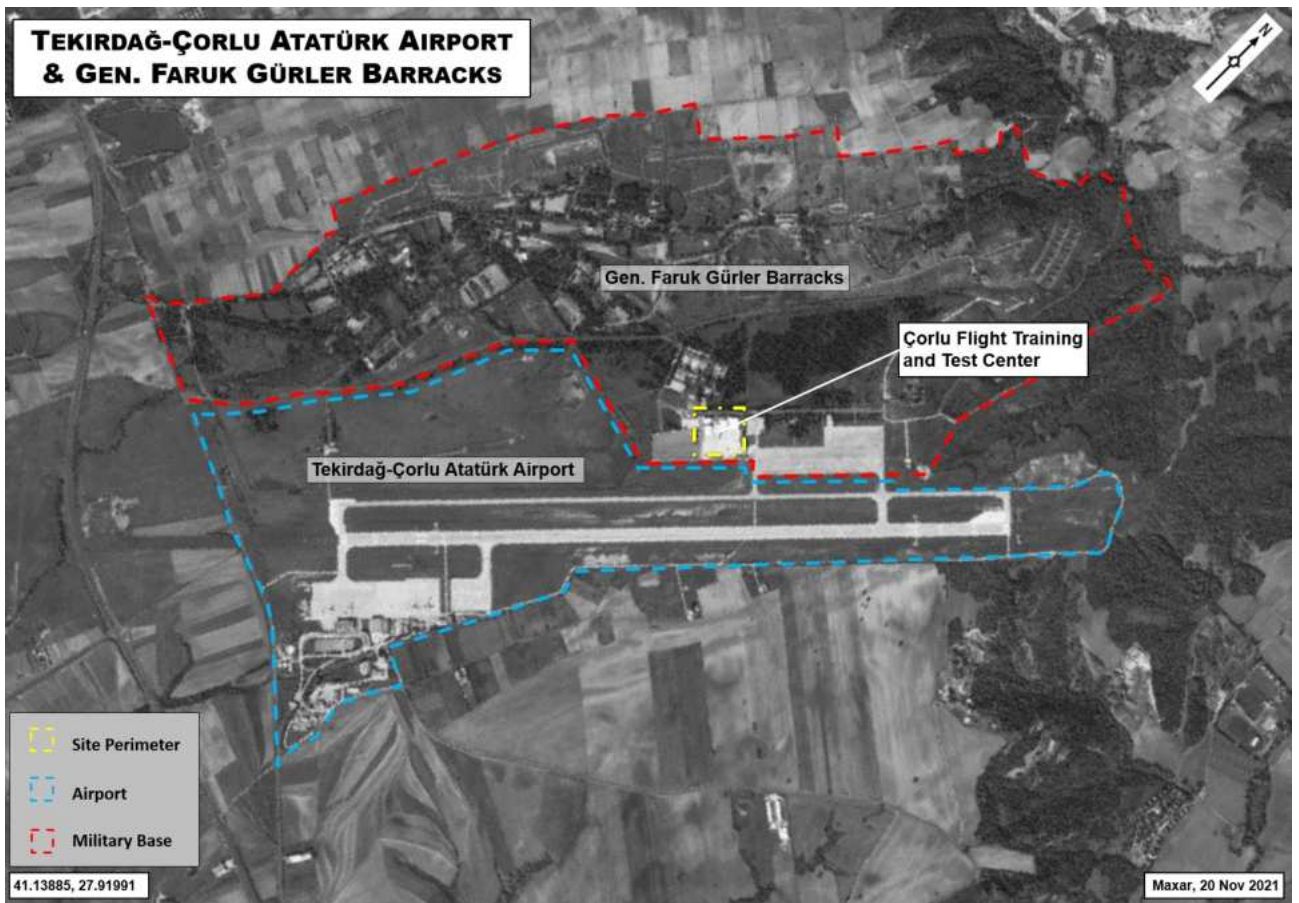 TEKIRDAĞ-ÇORLU ATATÜRK AIRPORT
& GEN. FARUK GÜRLER BARRACKS
N
Gen. Faruk Gürler Barracks
Çorlu Flight Training
and Test Center
Tekirdağ-Çorlu Atatürk Airport
Site Perimeter
Airport
Military Base
41.13885, 27.91991
Maxar, 20 Nov 2021